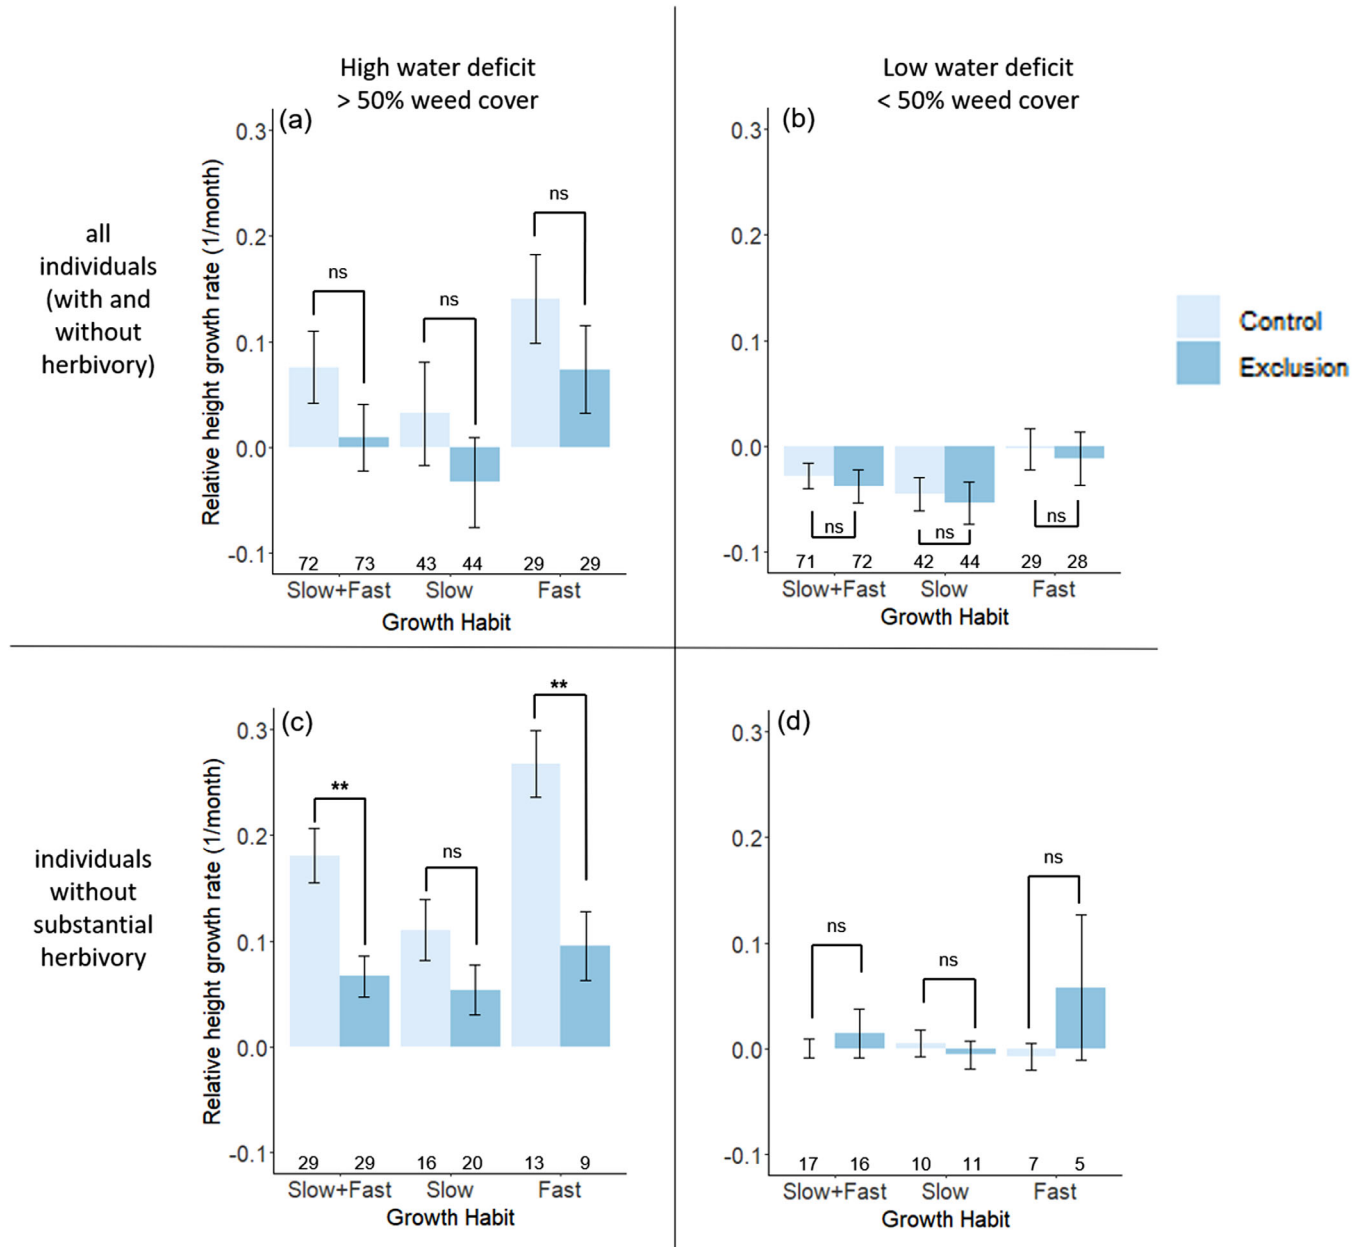 High water deficit
> 50% weed cover
Low water deficit
< 50% weed cover
all
individuals
(with and
without
herbivory)
(a)
Relative height growth rate (1/month)
0.3
0.2
0.1
0.0
-0.1
ns
ns
ns
72 73 43 44 29 29
Slow+Fast Slow Fast
Growth Habit
(b)
0.3
0.2
0.1
0.0
-0.1
ns
ns
ns
71 72 42 44 29 28
Slow+Fast Slow Fast
Growth Habit
Control
Exclusion
individuals
without
substantial
herbivory
(c)
Relative height growth rate (1/month)
0.3
0.2
0.1
0.0
-0.1
**
ns
**
29 29 16 20 13 9
Slow+Fast Slow Fast
Growth Habit
(d)
0.3
0.2
0.1
0.0
-0.1
ns
ns
ns
17 16 10 11 7 5
Slow+Fast Slow Fast
Growth Habit